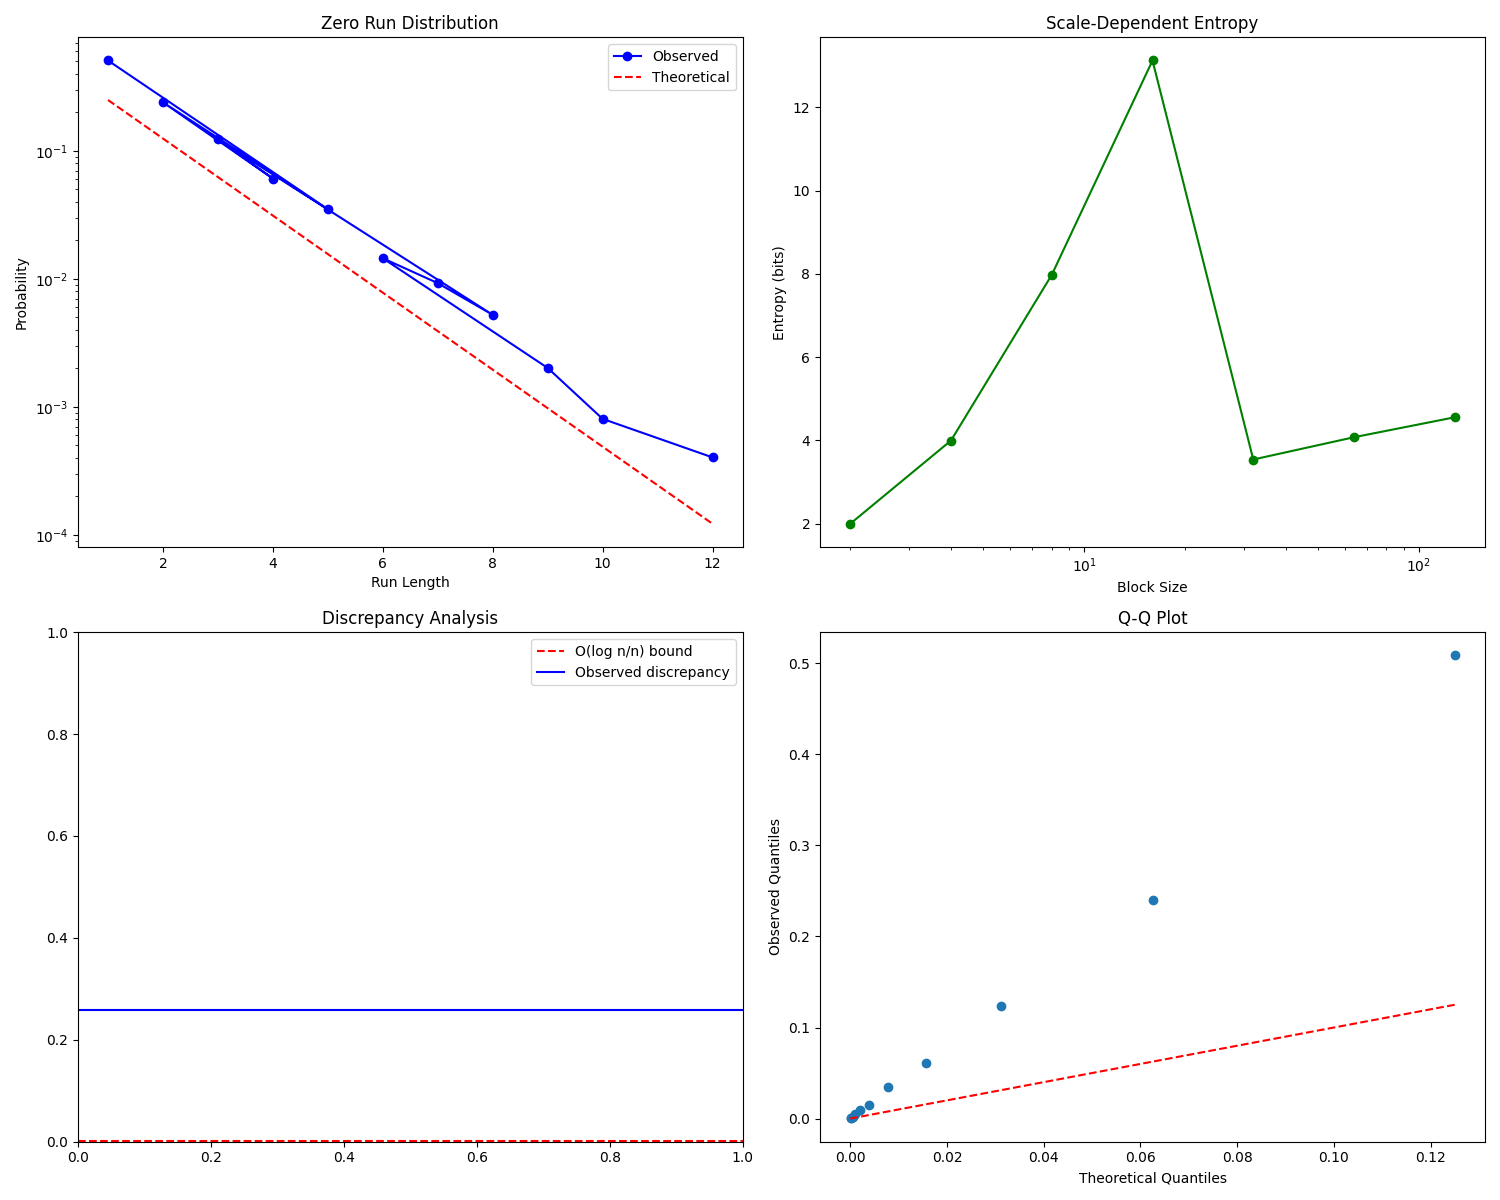 Zero Run Distribution
Observed
Theoretical
Probability
10⁻¹
10⁻²
10⁻³
10⁻⁴
2 4 6 8 10 12
Run Length
Scale-Dependent Entropy
Entropy (bits)
12
10
8
6
4
2
10¹ 10²
Block Size
Discrepancy Analysis
O(log n/n) bound
Observed discrepancy
1.0
0.8
0.6
0.4
0.2
0.0
0.0 0.2 0.4 0.6 0.8 1.0
Q-Q Plot
Observed Quantiles
0.5
0.4
0.3
0.2
0.1
0.0
0.00 0.02 0.04 0.06 0.08 0.10 0.12
Theoretical Quantiles